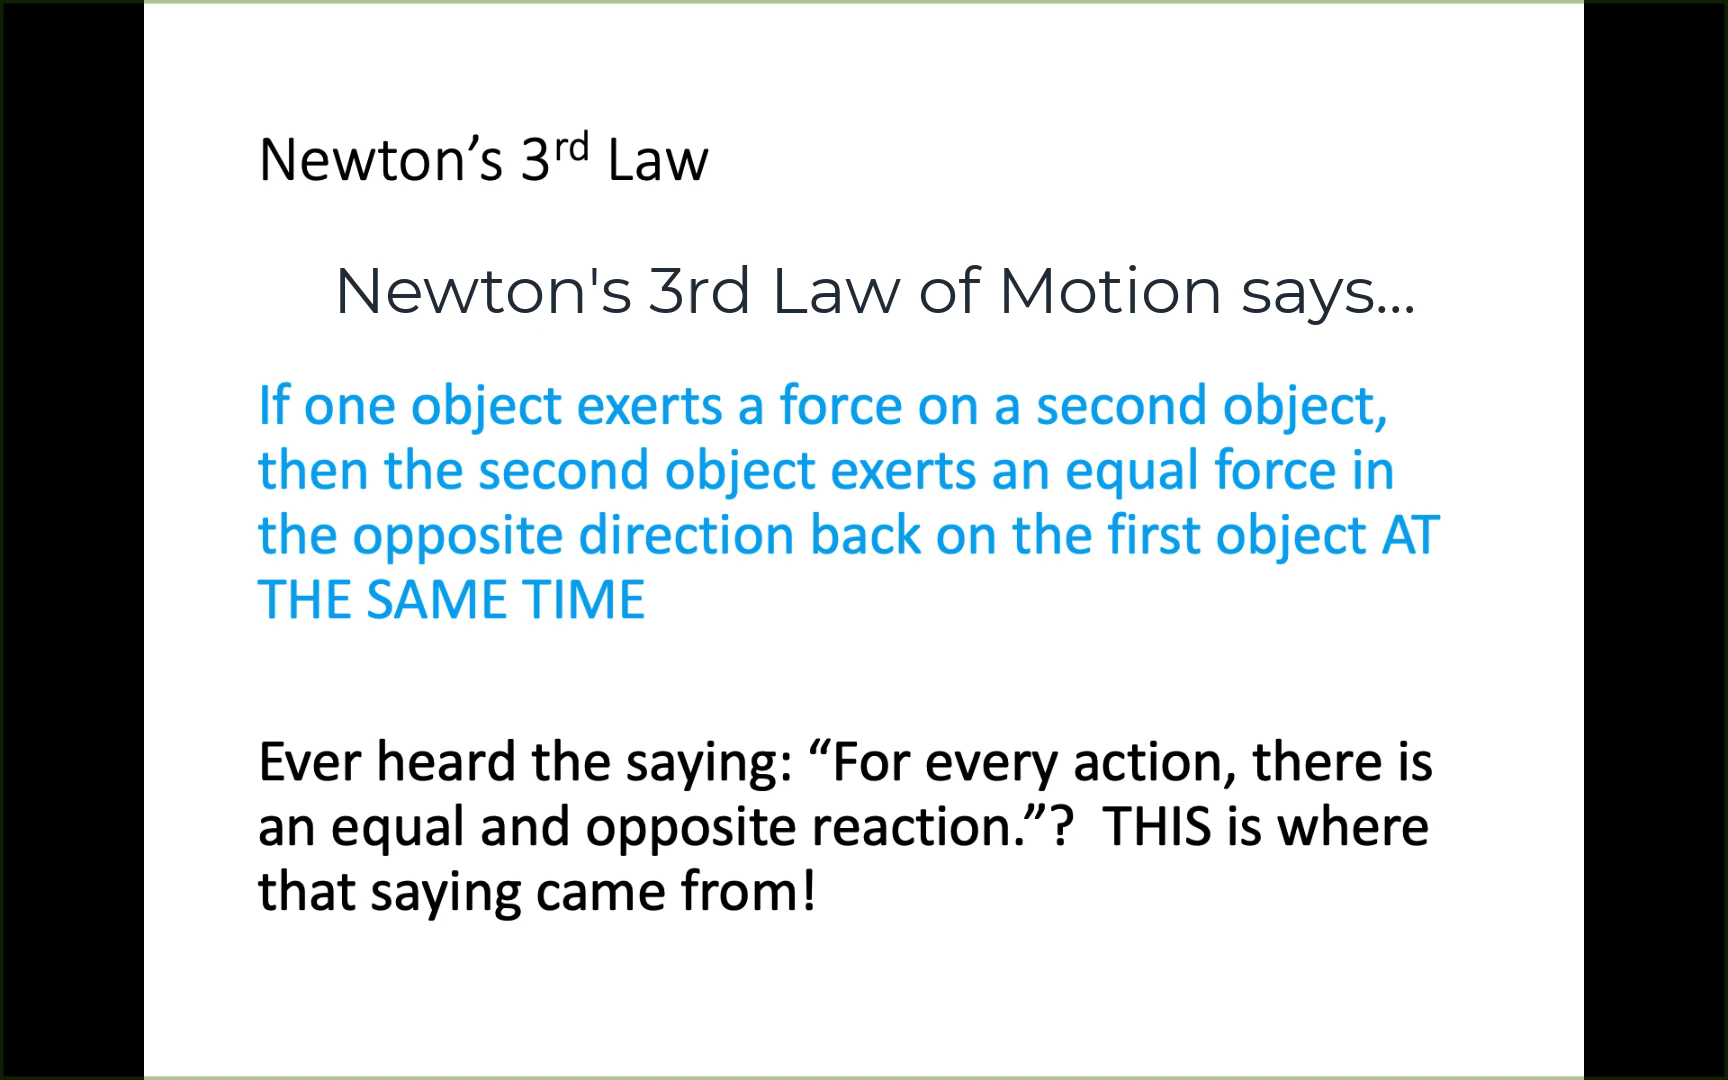 Newton’s 3rd Law
Newton's 3rd Law of Motion says...
If one object exerts a force on a second object,
then the second object exerts an equal force in
the opposite direction back on the first object AT
THE SAME TIME
Ever heard the saying: “For every action, there is
an equal and opposite reaction.”?  THIS is where
that saying came from!